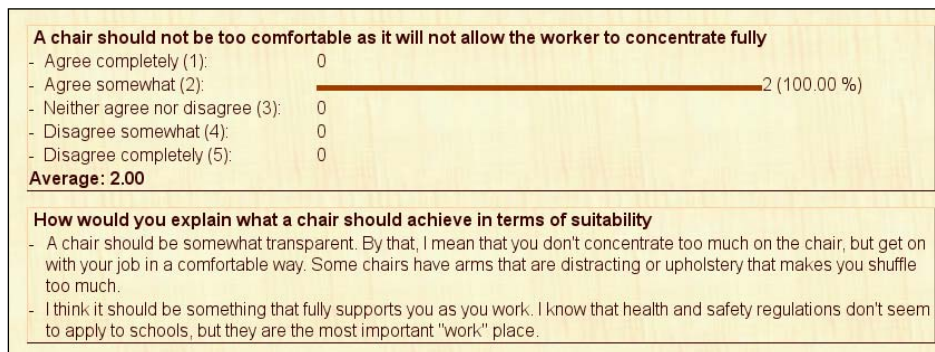 A chair should not be too comfortable as it will not allow the worker to concentrate fully
- Agree completely (1): 0
- Agree somewhat (2): 2 (100.00 %)
- Neither agree nor disagree (3): 0
- Disagree somewhat (4): 0
- Disagree completely (5): 0
Average: 2.00
How would you explain what a chair should achieve in terms of suitability
- A chair should be somewhat transparent. By that, I mean that you don't concentrate too much on the chair, but get on
with your job in a comfortable way. Some chairs have arms that are distracting or upholstery that makes you shuffle
too much.
- I think it should be something that fully supports you as you work. I know that health and safety regulations don't seem
to apply to schools, but they are the most important "work" place.